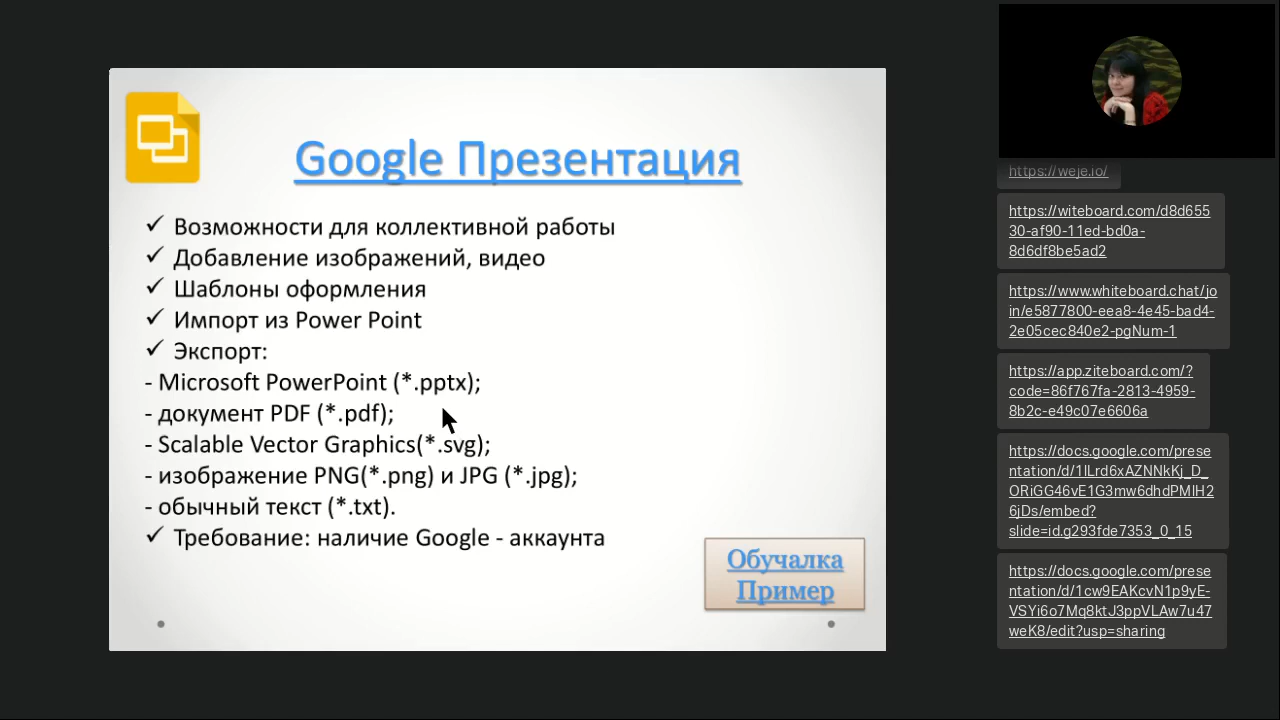 Google Презентация
✓ Возможности для коллективной работы
✓ Добавление изображений, видео
✓ Шаблоны оформления
✓ Импорт из Power Point
✓ Экспорт:
- Microsoft PowerPoint (*.pptx);
- документ PDF (*.pdf);
- Scalable Vector Graphics(*.svg);
- изображение PNG(*.png) и JPG (*.jpg);
- обычный текст (*.txt).
✓ Требование: наличие Google - аккаунта
Обучалка
Пример
https://weje.io/
https://witeboard.com/d8d655
30-af90-11ed-bd0a-
8d6df8be5ad2
https://www.whiteboard.chat/jo
in/e5877800-eea8-4e45-bad4-
2e05cec840e2-pgNum-1
https://app.ziteboard.com/?
code=86f767fa-2813-4959-
8b2c-e49c07e6606a
https://docs.google.com/prese
ntation/d/1ILrd6xAZNNkKj_D_
ORiGG46vE1G3mw6dhdPMlH2
6jDs/embed?
slide=id.g293fde7353_0_15
https://docs.google.com/prese
ntation/d/1cw9EAKcvN1p9yE-
VSYi6o7Mq8ktJ3ppVLAw7u47
weK8/edit?usp=sharing